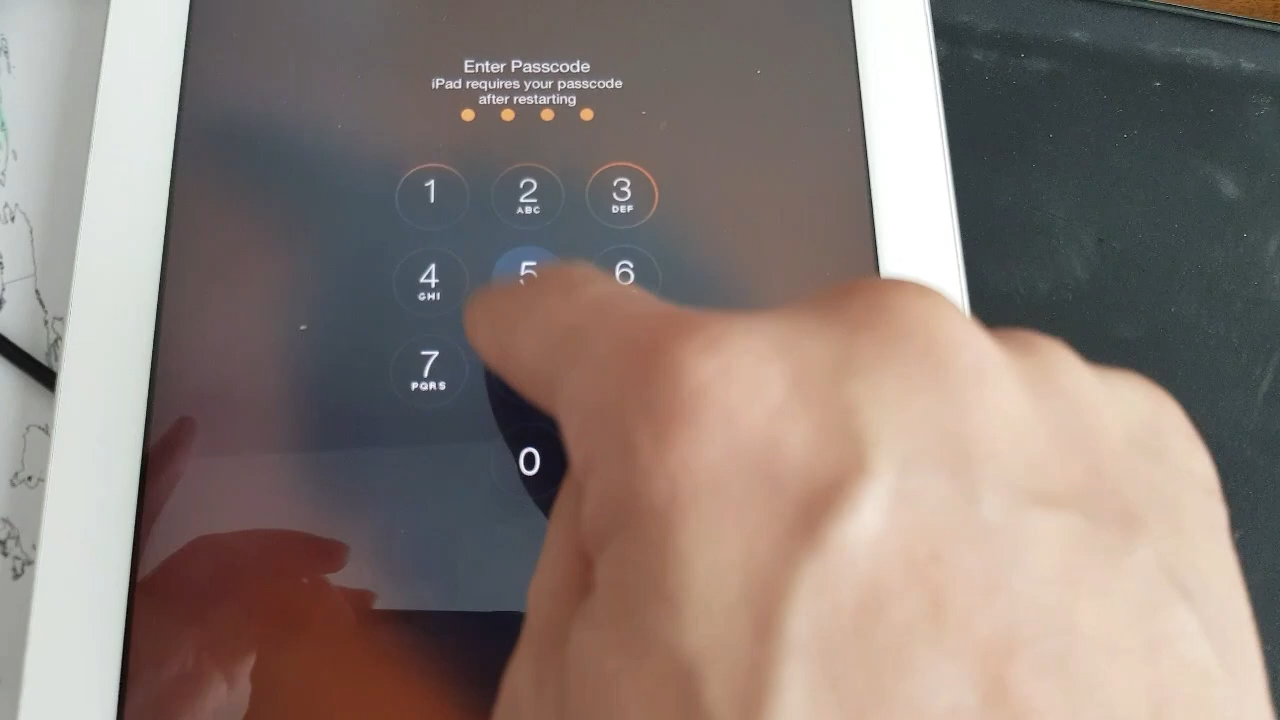 Enter Passcode
iPad requires your passcode
after restarting
1
2
3
ABC
DEF
4
5
6
GHI
7
PQRS
0